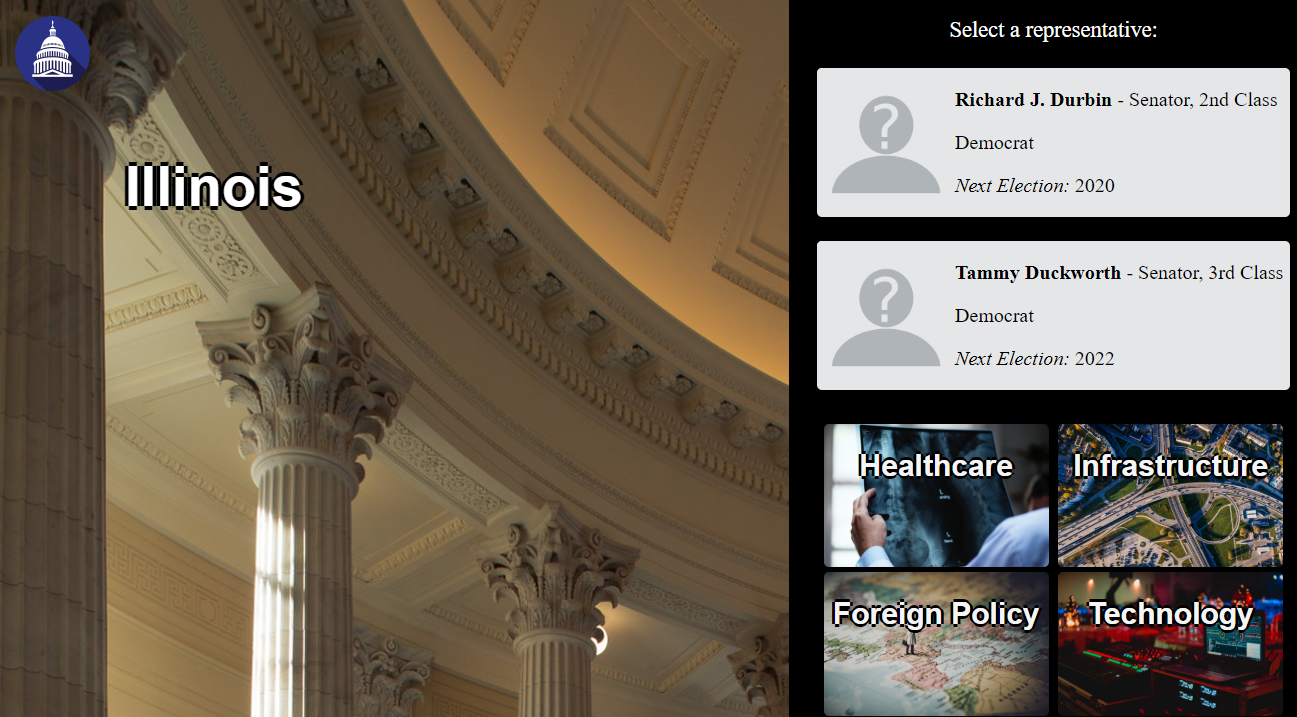 Illinois
Select a representative:
Richard J. Durbin - Senator, 2nd Class
Democrat
Next Election: 2020
Tammy Duckworth - Senator, 3rd Class
Democrat
Next Election: 2022
Healthcare
Infrastructure
Foreign Policy
Technology